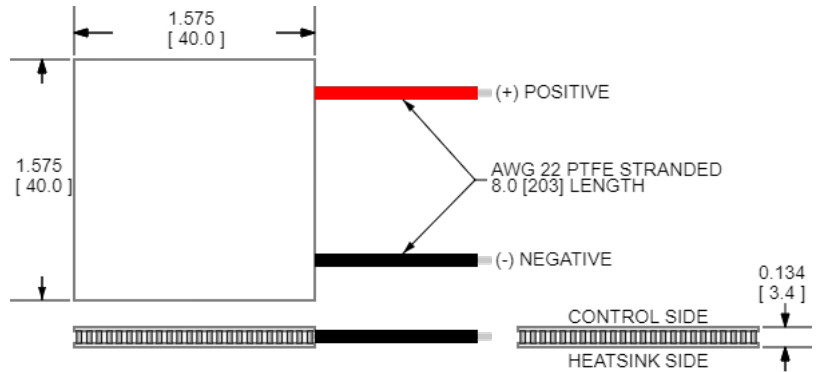 1.575
[ 40.0 ]
(+) POSITIVE
1.575
[ 40.0 ]
AWG 22 PTFE STRANDED
8.0 [203] LENGTH
(-) NEGATIVE
0.134
[ 3.4 ]
CONTROL SIDE
HEATSINK SIDE